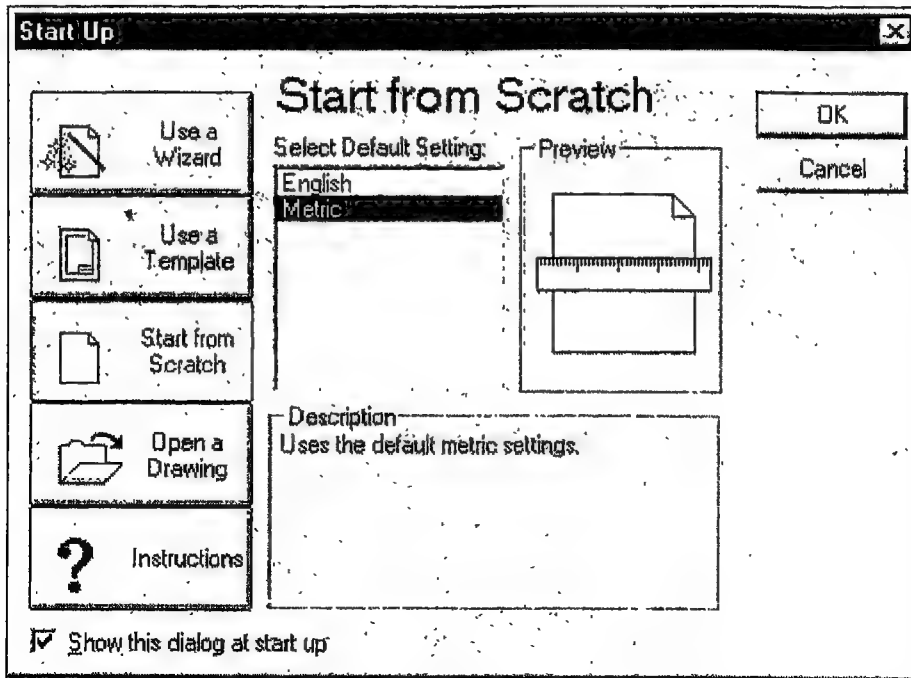 Start Up
Start from Scratch
OK
Cancel
Use a
Wizard
Use a
Template
Start from
Scratch
Open a
Drawing
Instructions
Select Default Setting:
English
Metric
Preview
Description
Uses the default metric settings.
Show this dialog at start up